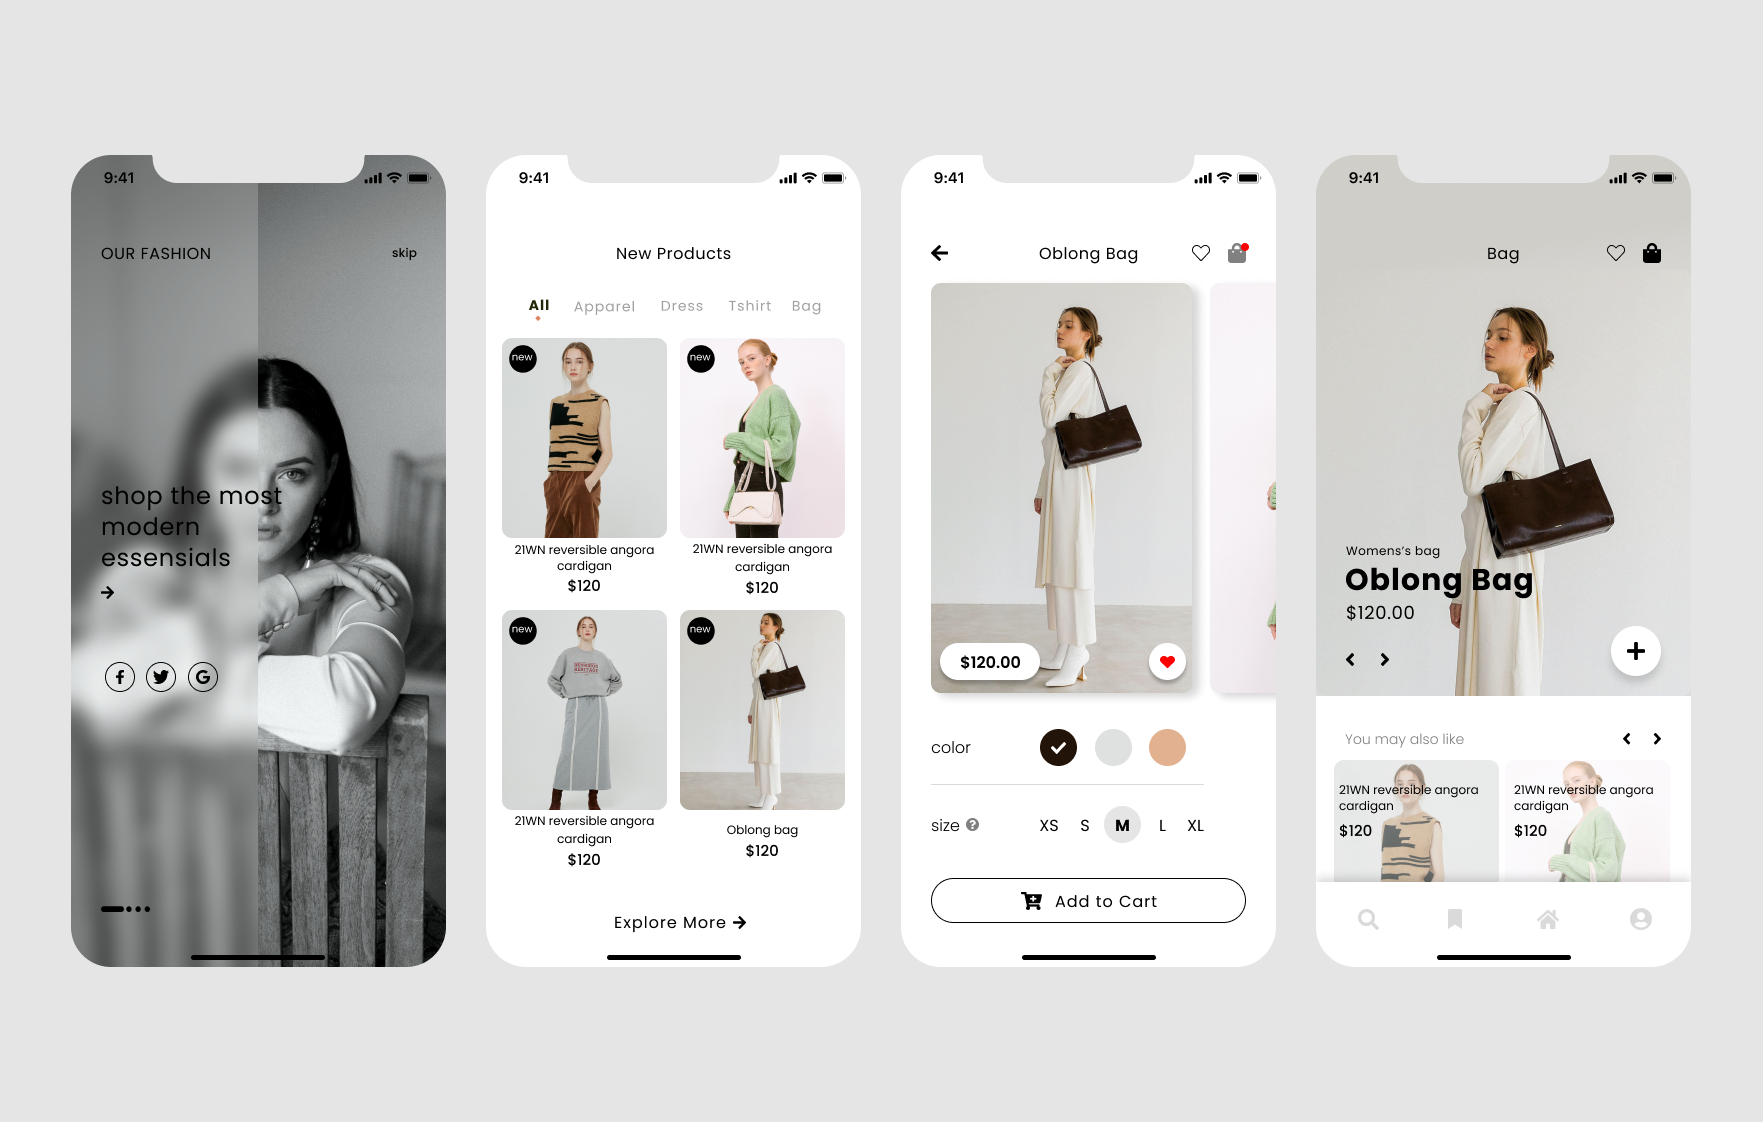 9:41
OUR FASHION
skip
shop the most
modern
essensials
9:41
New Products
All Apparel Dress Tshirt Bag
new
new
21WN reversible angora
cardigan
$120
21WN reversible angora
cardigan
$120
new
new
21WN reversible angora
cardigan
$120
Oblong bag
$120
Explore More
9:41
Oblong Bag
$120.00
color
size
XS S M L XL
Add to Cart
9:41
Bag
Womens's bag
Oblong Bag
$120.00
You may also like
21WN reversible angora
cardigan
$120
21WN reversible angora
cardigan
$120